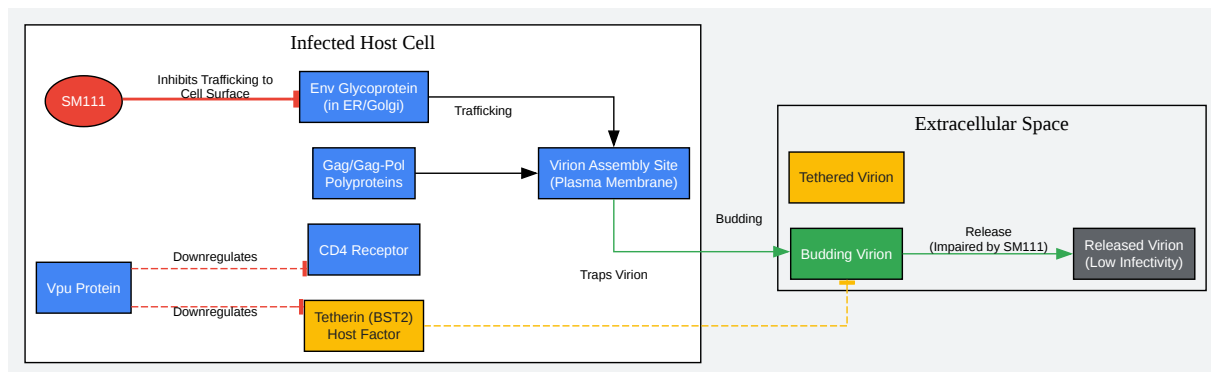 Infected Host Cell
SM111
Inhibits Trafficking to
Cell Surface
Env Glycoprotein
(in ER/Golgi)
Trafficking
Gag/Gag-Pol
Polyproteins
Virion Assembly Site
(Plasma Membrane)
CD4 Receptor
Downregulates
Vpu Protein
Downregulates
Tetherin (BST2)
Host Factor
Budding
Traps Virion
Extracellular Space
Tethered Virion
Budding Virion
Release
(Impaired by SM111)
Released Virion
(Low Infectivity)